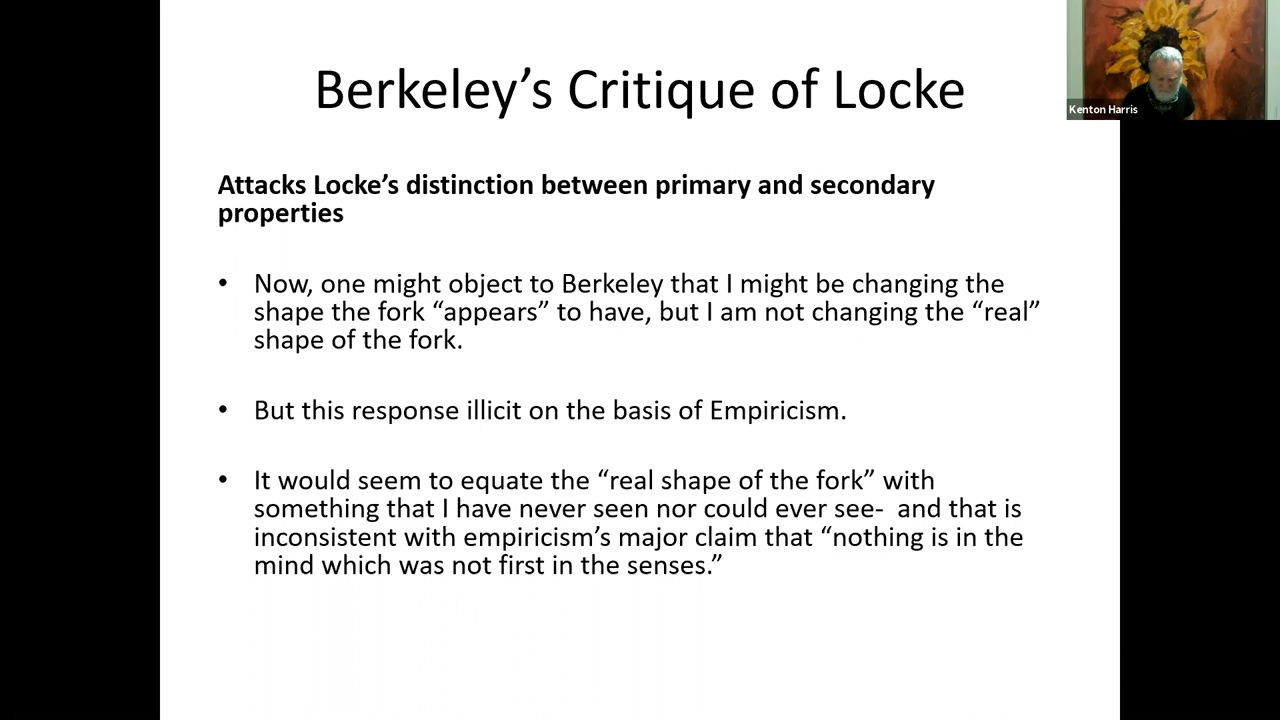 Berkeley’s Critique of Locke
Kenton Harris
Attacks Locke’s distinction between primary and secondary
properties
• Now, one might object to Berkeley that I might be changing the
shape the fork “appears” to have, but I am not changing the “real”
shape of the fork.
• But this response illicit on the basis of Empiricism.
• It would seem to equate the “real shape of the fork” with
something that I have never seen nor could ever see-  and that is
inconsistent with empiricism’s major claim that “nothing is in the
mind which was not first in the senses.”